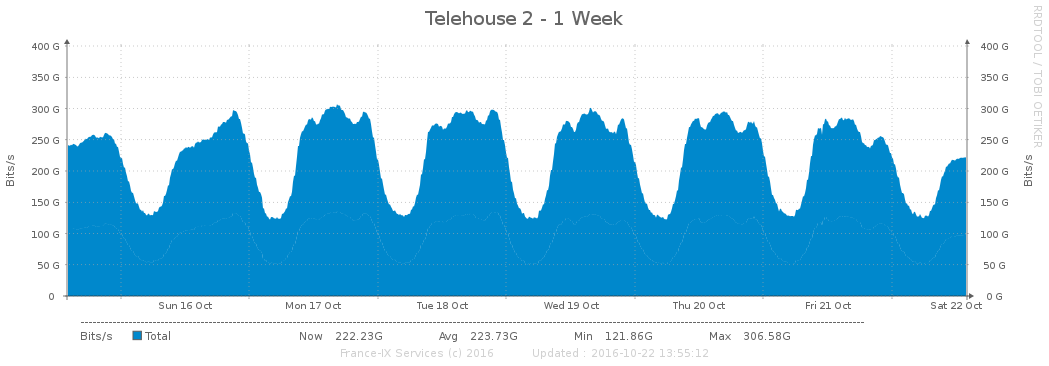 Telehouse 2 - 1 Week
RRDTOOL / TOBI OETIKER
400 G 400 G
350 G 350 G
300 G 300 G
250 G 250 G
200 G 200 G
150 G 150 G
100 G 100 G
50 G 50 G
0 0 G
Bits/s
Bits/s
Sun 16 Oct Mon 17 Oct Tue 18 Oct Wed 19 Oct Thu 20 Oct Fri 21 Oct Sat 22 Oct
Bits/s Total Now 222.23G Avg 223.73G Min 121.86G Max 306.58G
France-IX Services (c) 2016 Updated : 2016-10-22 13:55:12